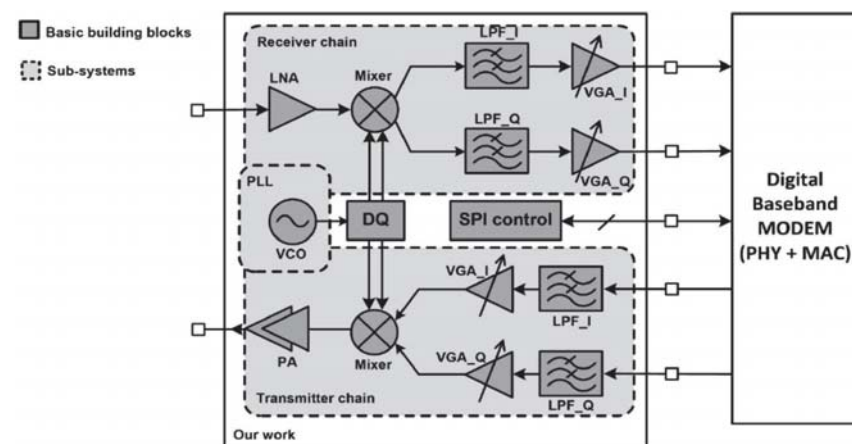 Basic building blocks
Sub-systems
Receiver chain
LNA
Mixer
LPF_I
VGA_I
LPF_Q
VGA_Q
PLL
VCO
DQ
SPI control
Digital
Baseband
MODEM
(PHY + MAC)
VGA_I
LPF_I
PA
Mixer
VGA_Q
LPF_Q
Transmitter chain
Our work